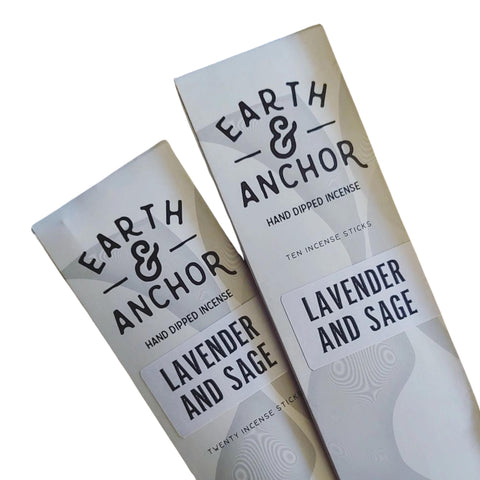 EARTH
&
ANCHOR
HAND DIPPED INCENSE
LAVENDER
AND SAGE
TWENTY INCENSE STICKS
EARTH
&
ANCHOR
HAND DIPPED INCENSE
TEN INCENSE STICKS
LAVENDER
AND SAGE